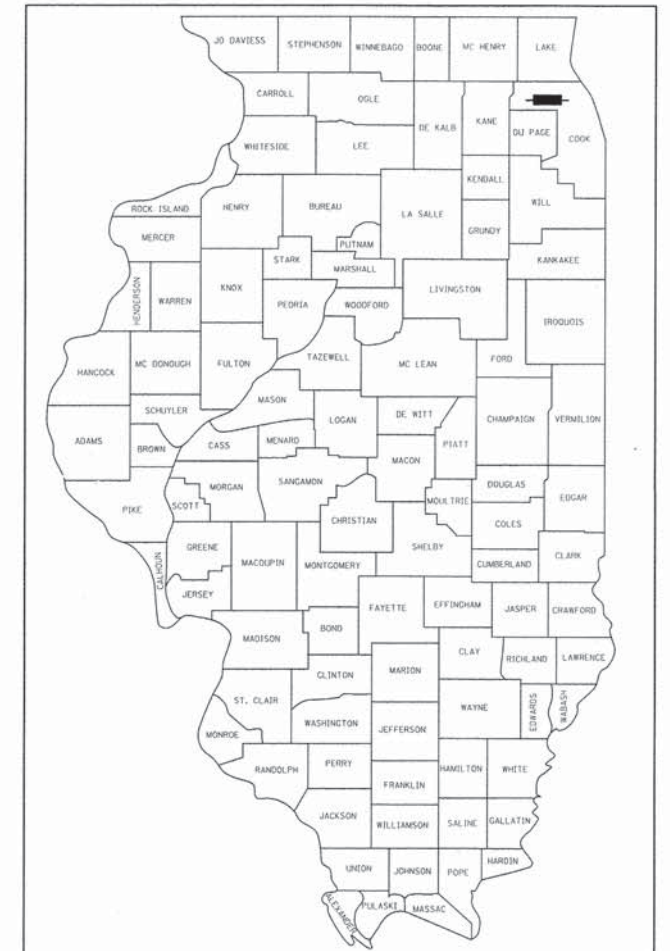 JO DAVIESS
STEPHENSON
WINNEBAGO
BOONE
MC HENRY
LAKE
CARROLL
OGLE
DE KALB
KANE
DU PAGE
COOK
WHITESIDE
LEE
KENDALL
WILL
ROCK ISLAND
HENRY
BUREAU
LA SALLE
GRUNDY
MERCER
PUTNAM
STARK
MARSHALL
KANKAKEE
HENDERSON
WARREN
KNOX
PEORIA
WOODFORD
LIVINGSTON
IROQUOIS
HANCOCK
MC DONOUGH
FULTON
TAZEWELL
MC LEAN
FORD
MASON
SCHUYLER
LOGAN
DE WITT
CHAMPAIGN
VERMILION
ADAMS
BROWN
CASS
MENARD
PIATT
MACON
MORGAN
SANGAMON
DOUGLAS
EDGAR
PIKE
SCOTT
CHRISTIAN
MOULTRIE
COLES
GREENE
MACOUPIN
MONTGOMERY
SHELBY
CUMBERLAND
CLARK
CALHOUN
JERSEY
FAYETTE
EFFINGHAM
JASPER
CRAWFORD
MADISON
BOND
CLAY
RICHLAND
LAWRENCE
CLINTON
MARION
ST. CLAIR
WAYNE
EDWARDS
WABASH
WASHINGTON
JEFFERSON
MONROE
RANDOLPH
PERRY
HAMILTON
WHITE
FRANKLIN
JACKSON
WILLIAMSON
SALINE
GALLATIN
UNION
JOHNSON
POPE
HARDIN
ALEXANDER
PULASKI
MASSAC